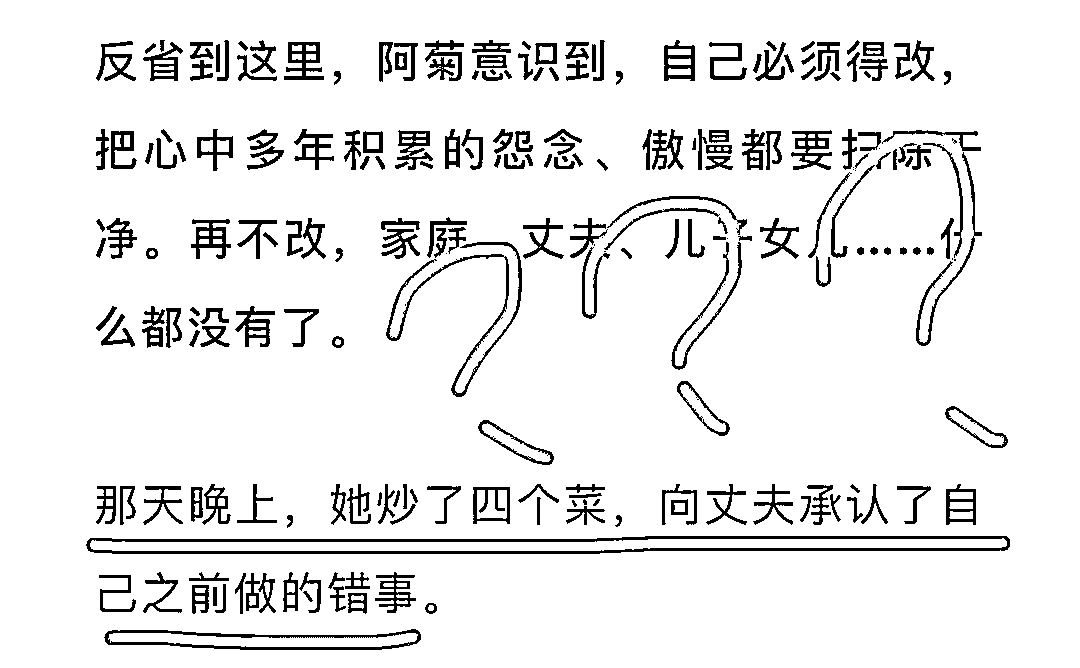 反省到这里，阿菊意识到，自己必须得改，
把心中多年积累的怨念、傲慢都要扫除干
净。再不改，家庭、丈夫、儿子女儿……什
么都没有了。
那天晚上，她炒了四个菜，向丈夫承认了自
己之前做的错事。